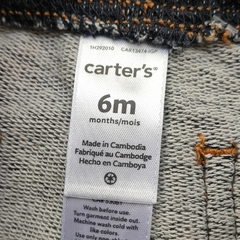 carter's®
6m
months/mois
Made in Cambodia
Fabriqué au Cambodge
Hecho en Camboya
Wash before use.
Turn garment inside out.
Machine wash cold with
like colors.